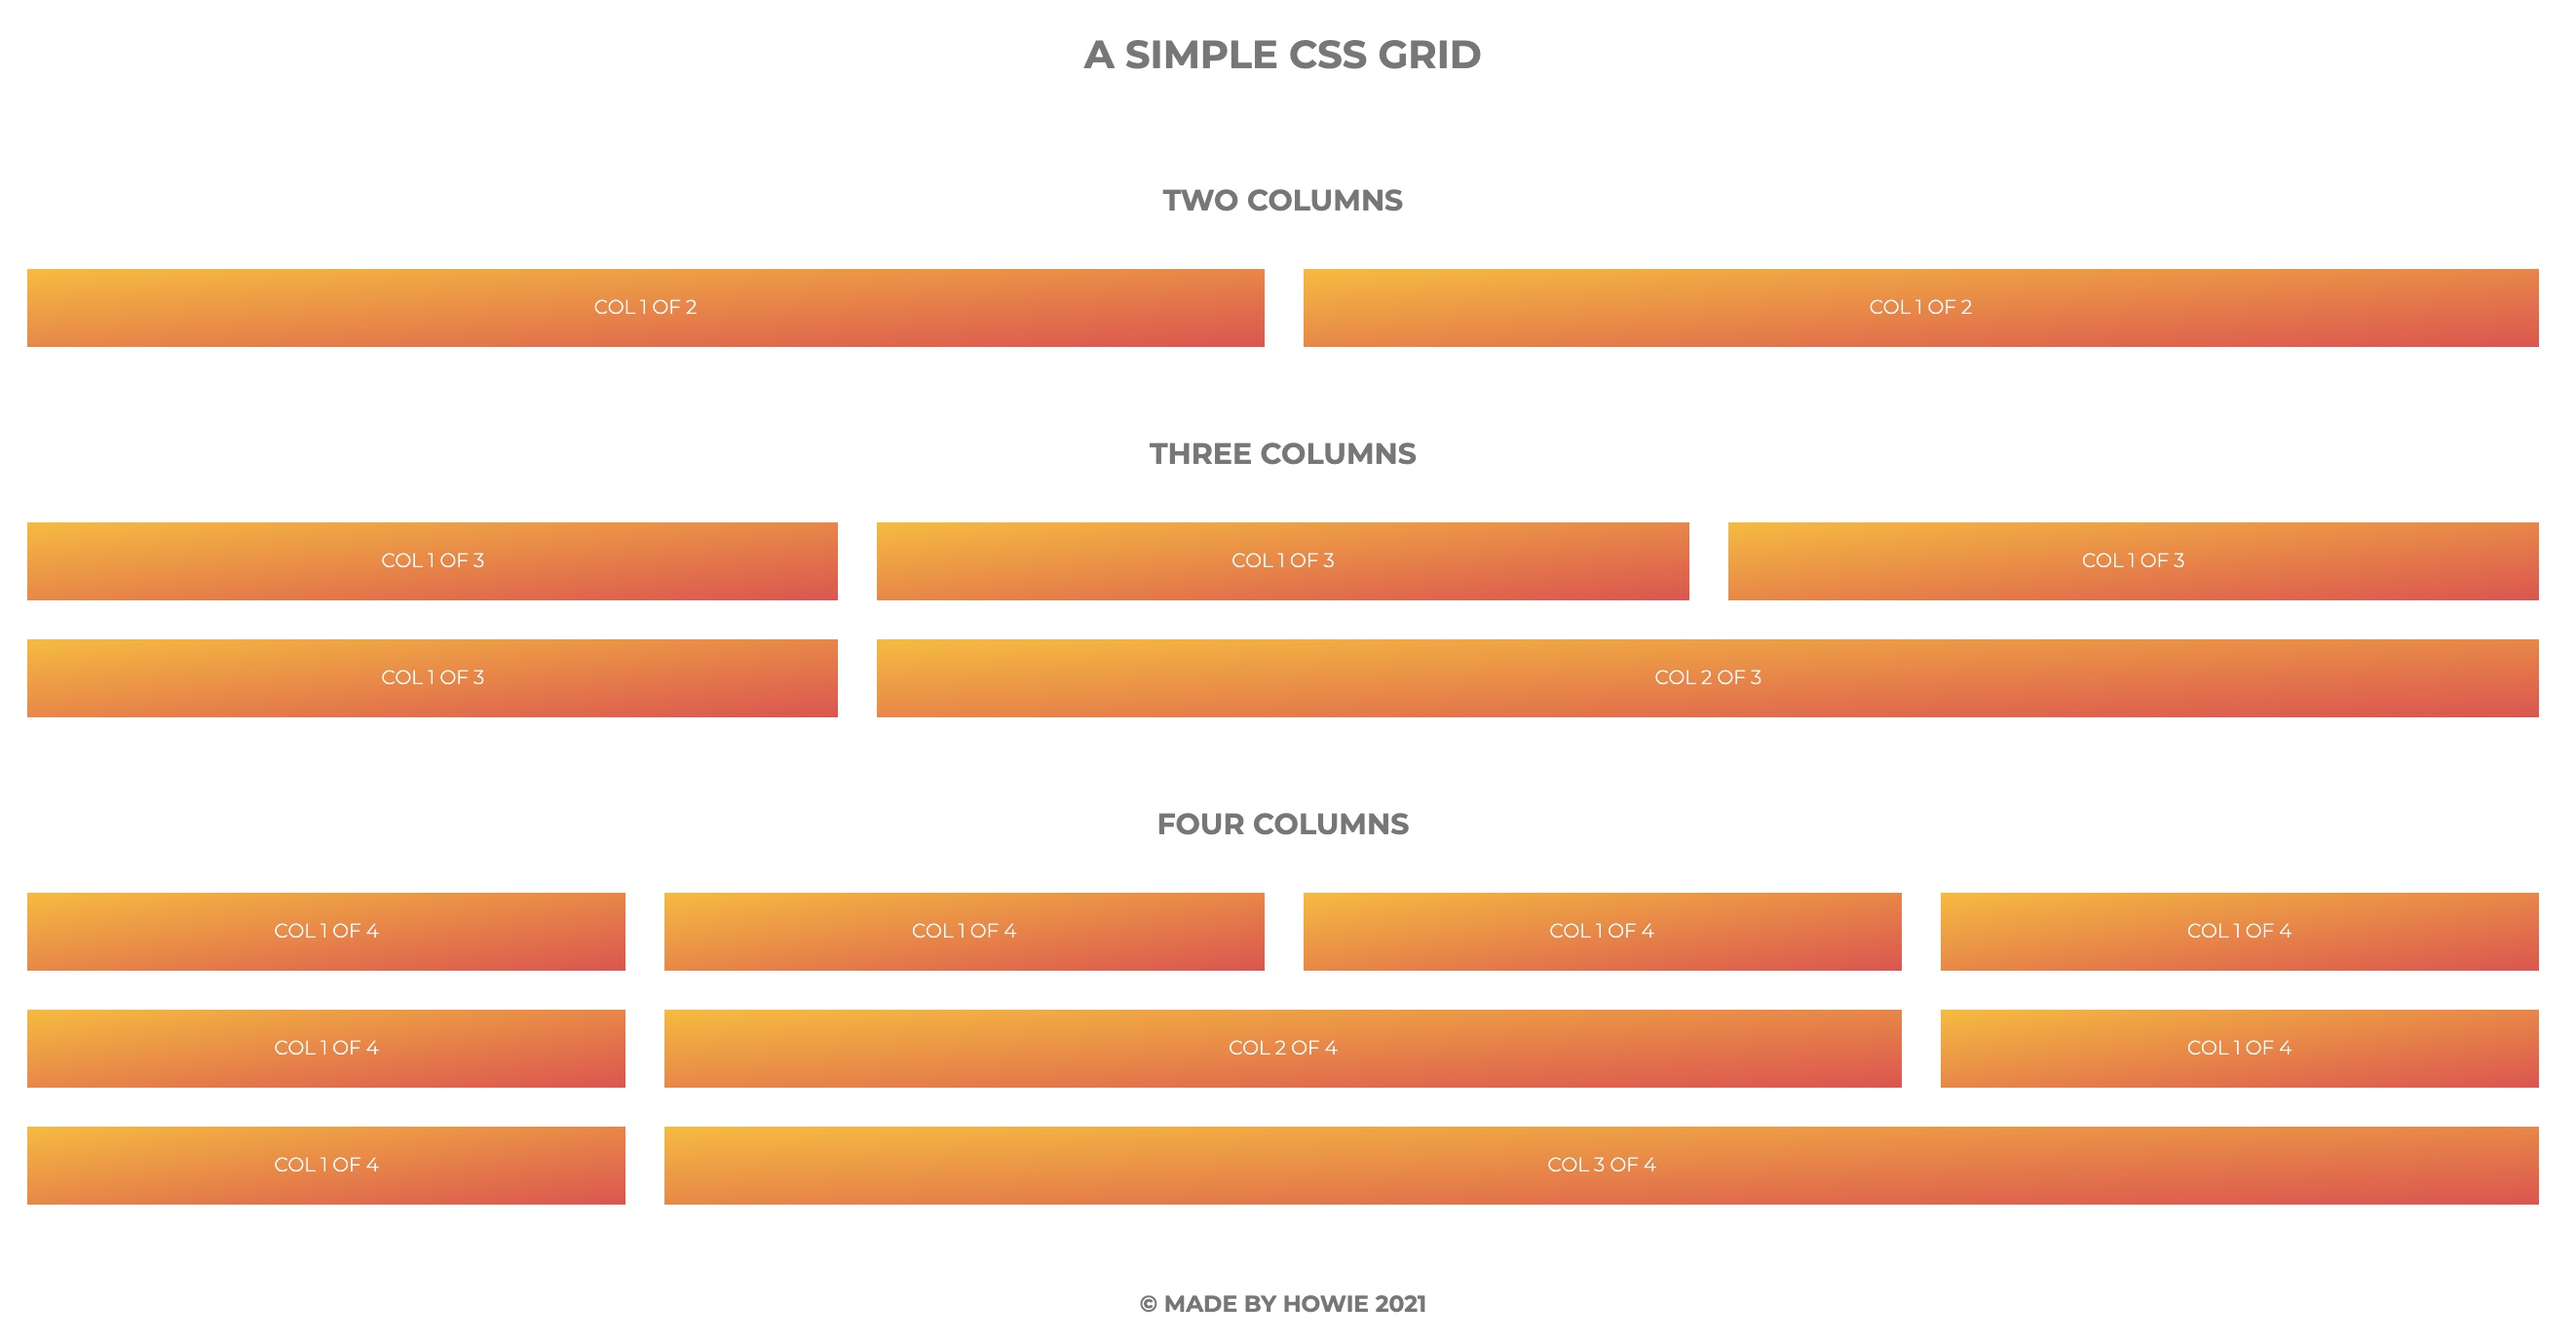 A SIMPLE CSS GRID
TWO COLUMNS
COL 1 OF 2 COL 1 OF 2
THREE COLUMNS
COL 1 OF 3 COL 1 OF 3 COL 1 OF 3
COL 1 OF 3 COL 2 OF 3
FOUR COLUMNS
COL 1 OF 4 COL 1 OF 4 COL 1 OF 4 COL 1 OF 4
COL 1 OF 4 COL 2 OF 4 COL 1 OF 4
COL 1 OF 4 COL 3 OF 4
© MADE BY HOWIE 2021